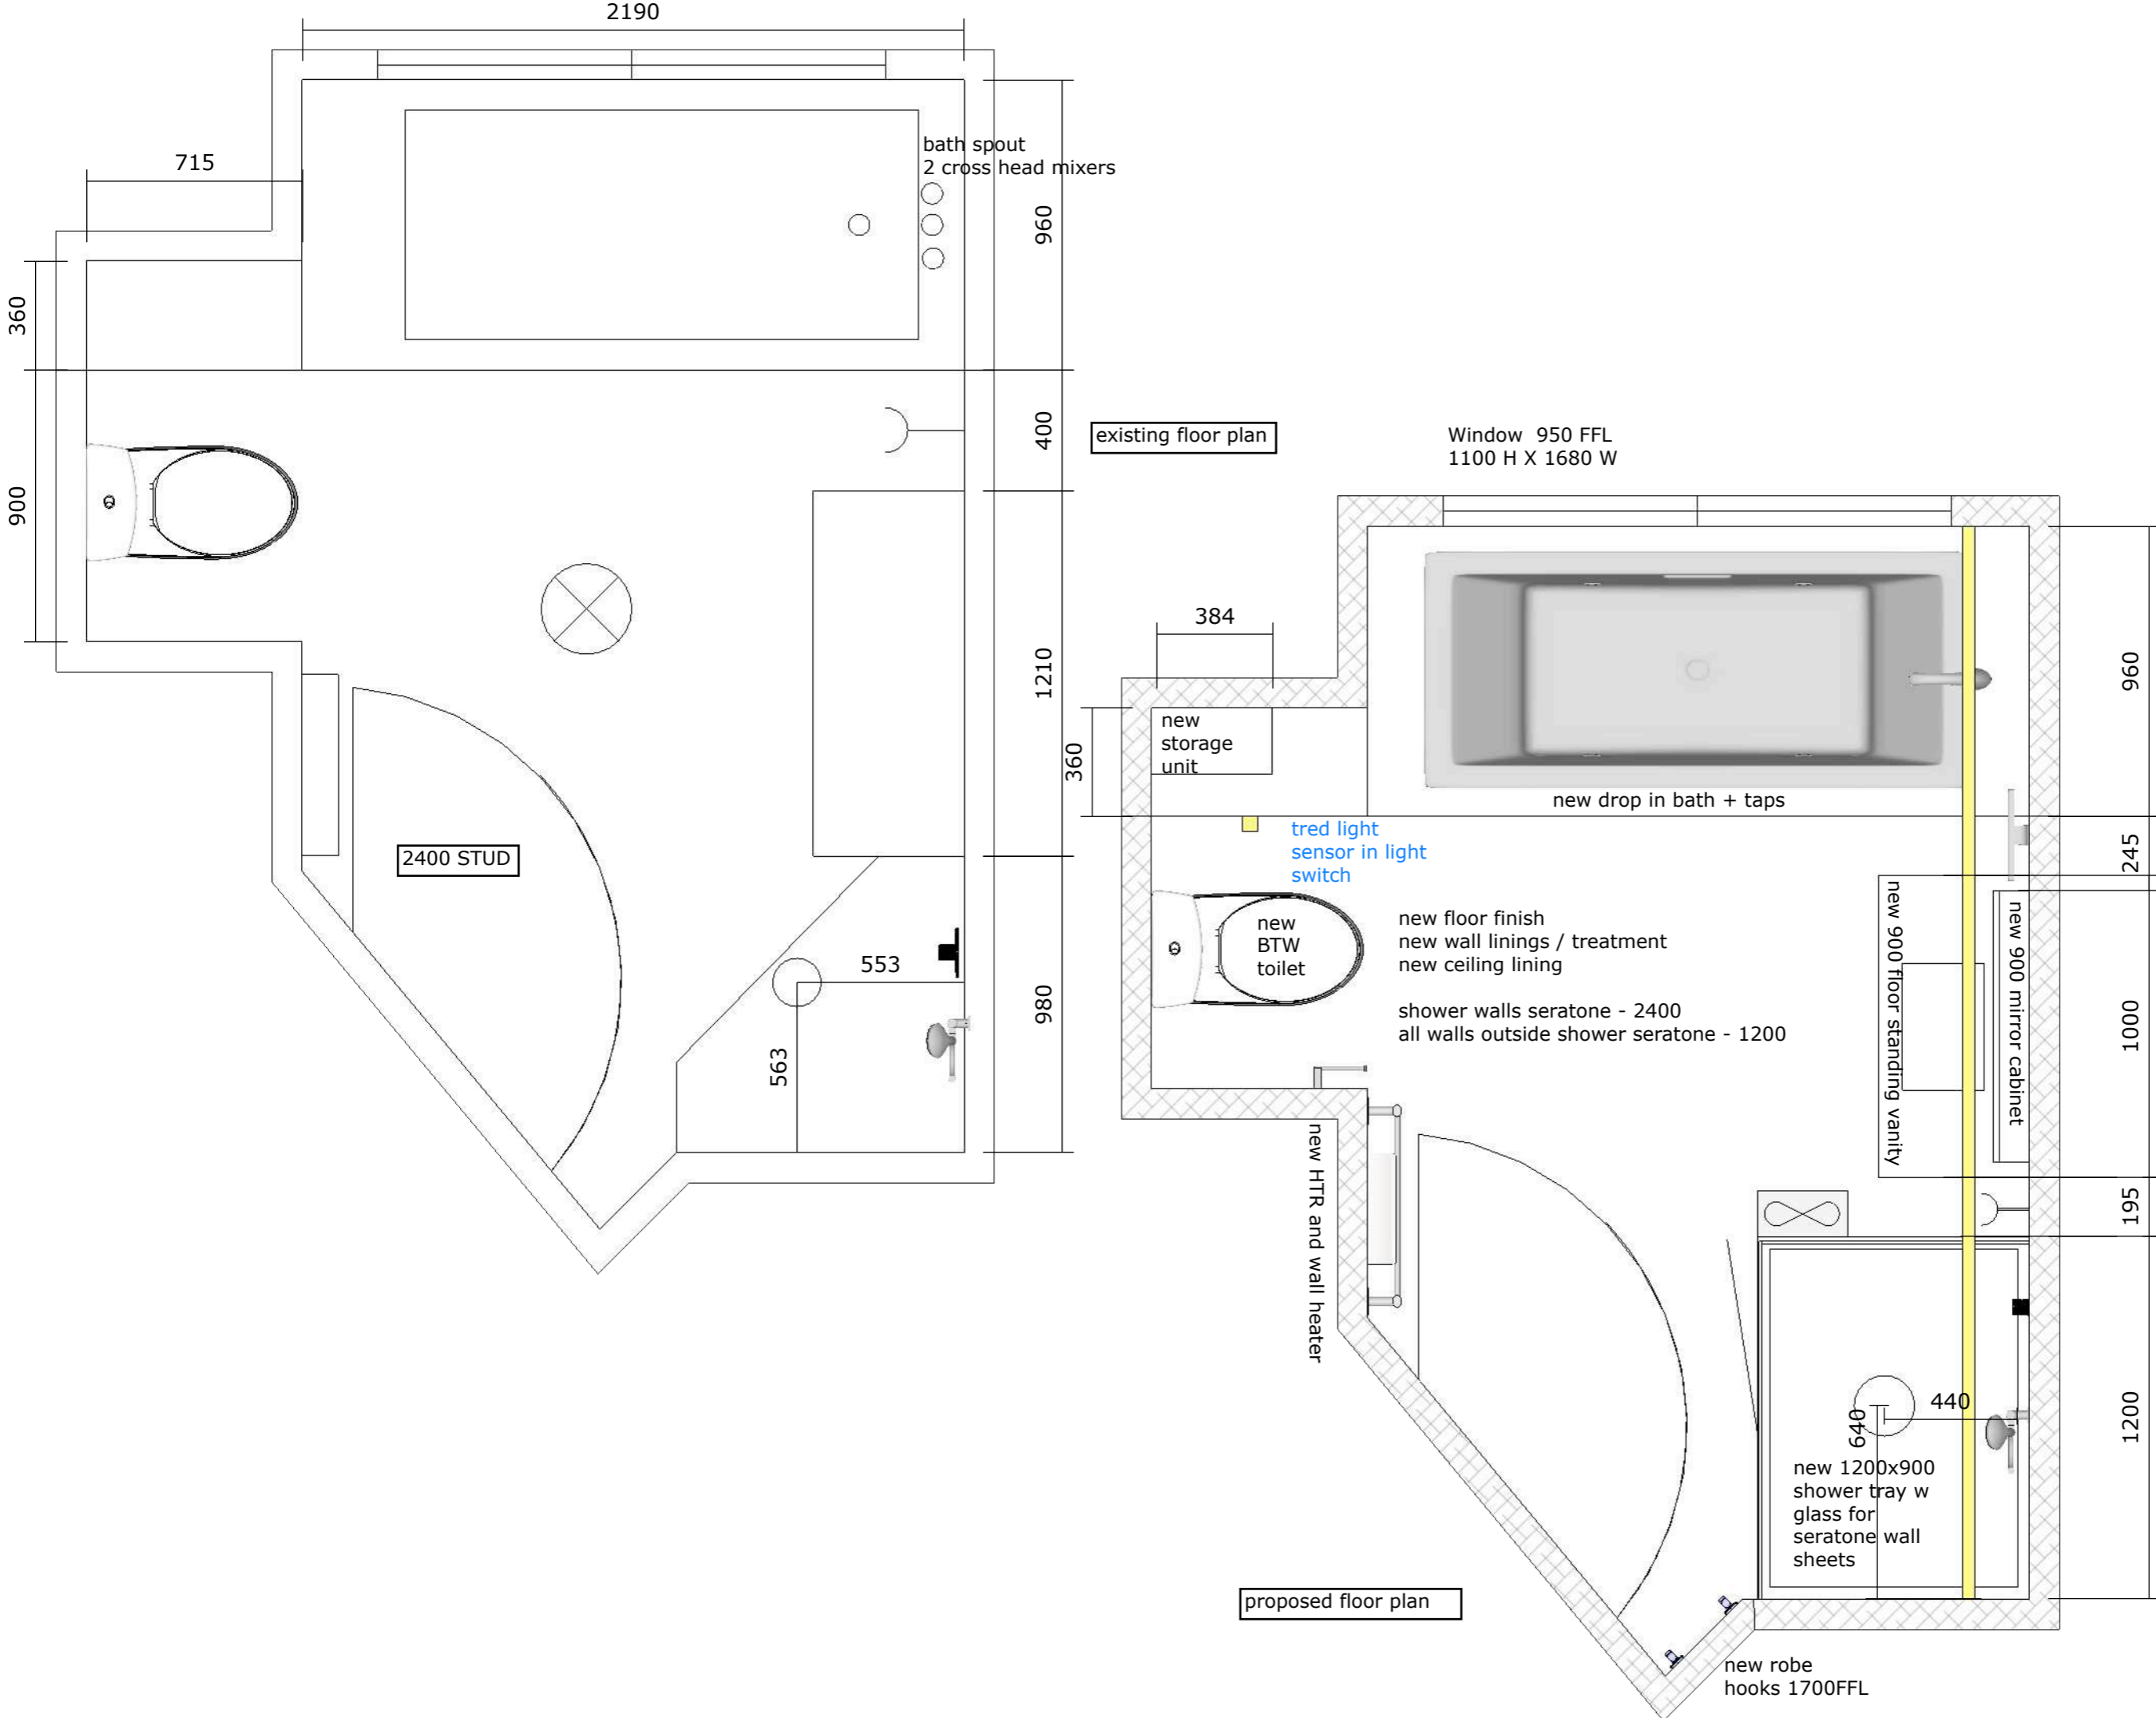 2190
715
bath spout
2 cross head mixers
960
360
400
existing floor plan
900
1210
2400 STUD
553
563
980
Window  950 FFL
1100 H X 1680 W
384
new
storage
unit
360
960
new drop in bath + taps
tred light
sensor in light
switch
245
new
BTW
toilet
new floor finish
new wall linings / treatment
new ceiling lining
shower walls seratone - 2400
all walls outside shower seratone - 1200
new 900 floor standing vanity
new 900 mirror cabinet
1000
new HTR and wall heater
195
440
640
1200
new 1200x900
shower tray w
glass for
seratone wall
sheets
proposed floor plan
new robe
hooks 1700FFL